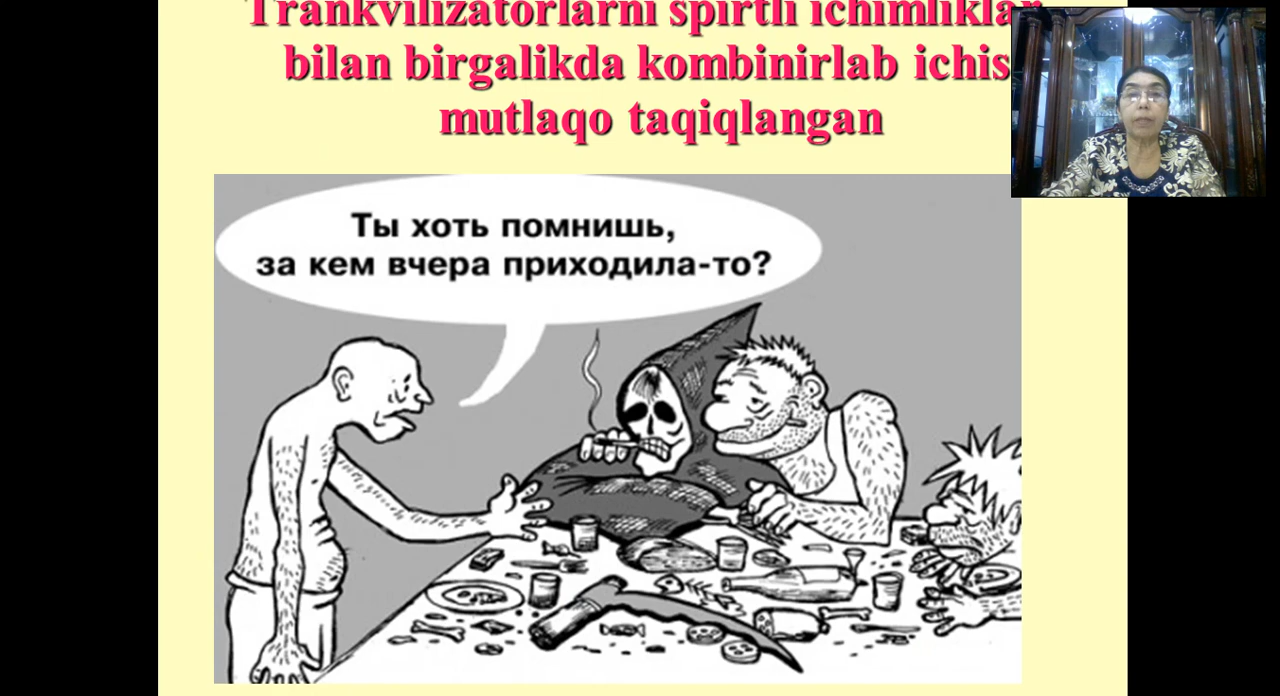 Trankvilizatorlarni spirtli ichimliklar
bilan birgalikda kombinirlab
mutlaqo taqiqlangan
Ты хоть помнишь,
за кем вчера приходила-то?